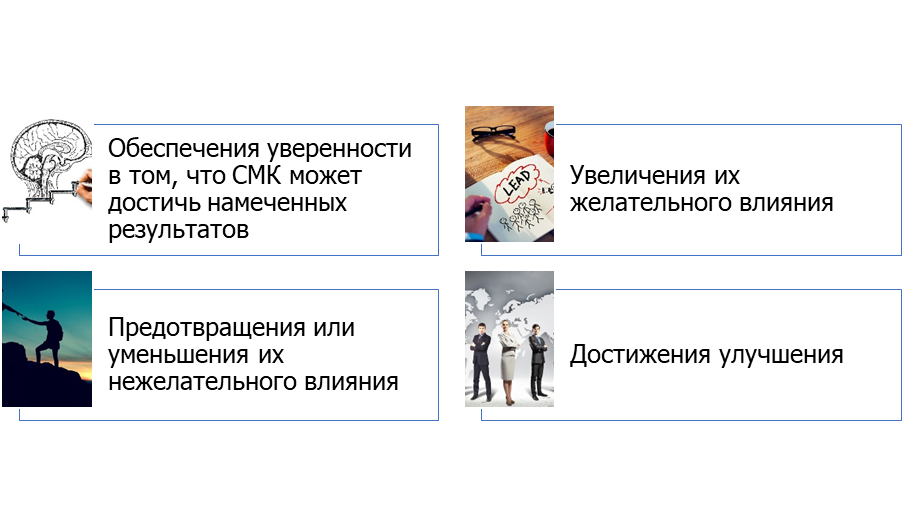 Обеспечения уверенности
в том, что СМК может
достичь намеченных
результатов
LEAD
Увеличения их
желательного влияния
Предотвращения или
уменьшения их
нежелательного влияния
Достижения улучшения